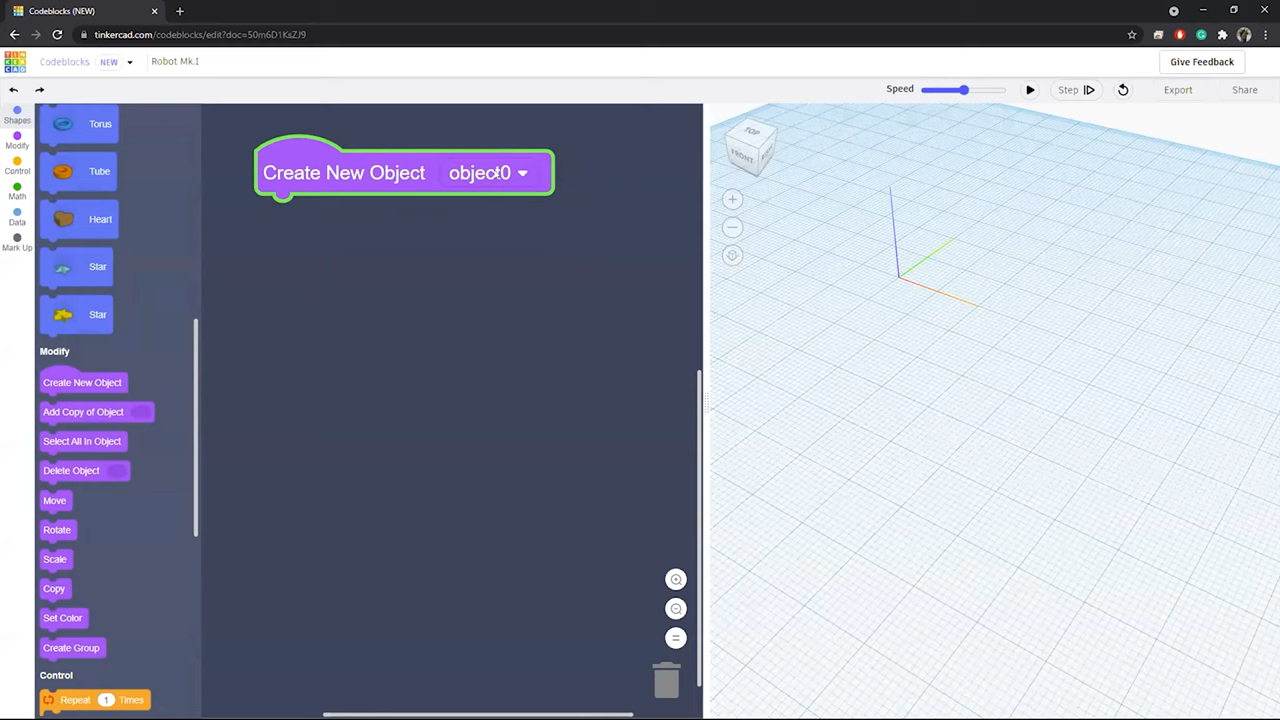 Codeblocks (NEW)
tinkercad.com/codeblocks/edit?doc=50m6D1KsZJ9
TIN
KER
CAD
Codeblocks NEW Robot Mk.I Give Feedback
Speed Step Export Share
Shapes
Modify
Control
Math
Data
Mark Up
Torus
Tube
Heart
Star
Star
Modify
Create New Object
Add Copy of Object
Select All In Object
Delete Object
Move
Rotate
Scale
Copy
Set Color
Create Group
Control
Repeat 1 Times
Create New Object object0
TOP
FRONT